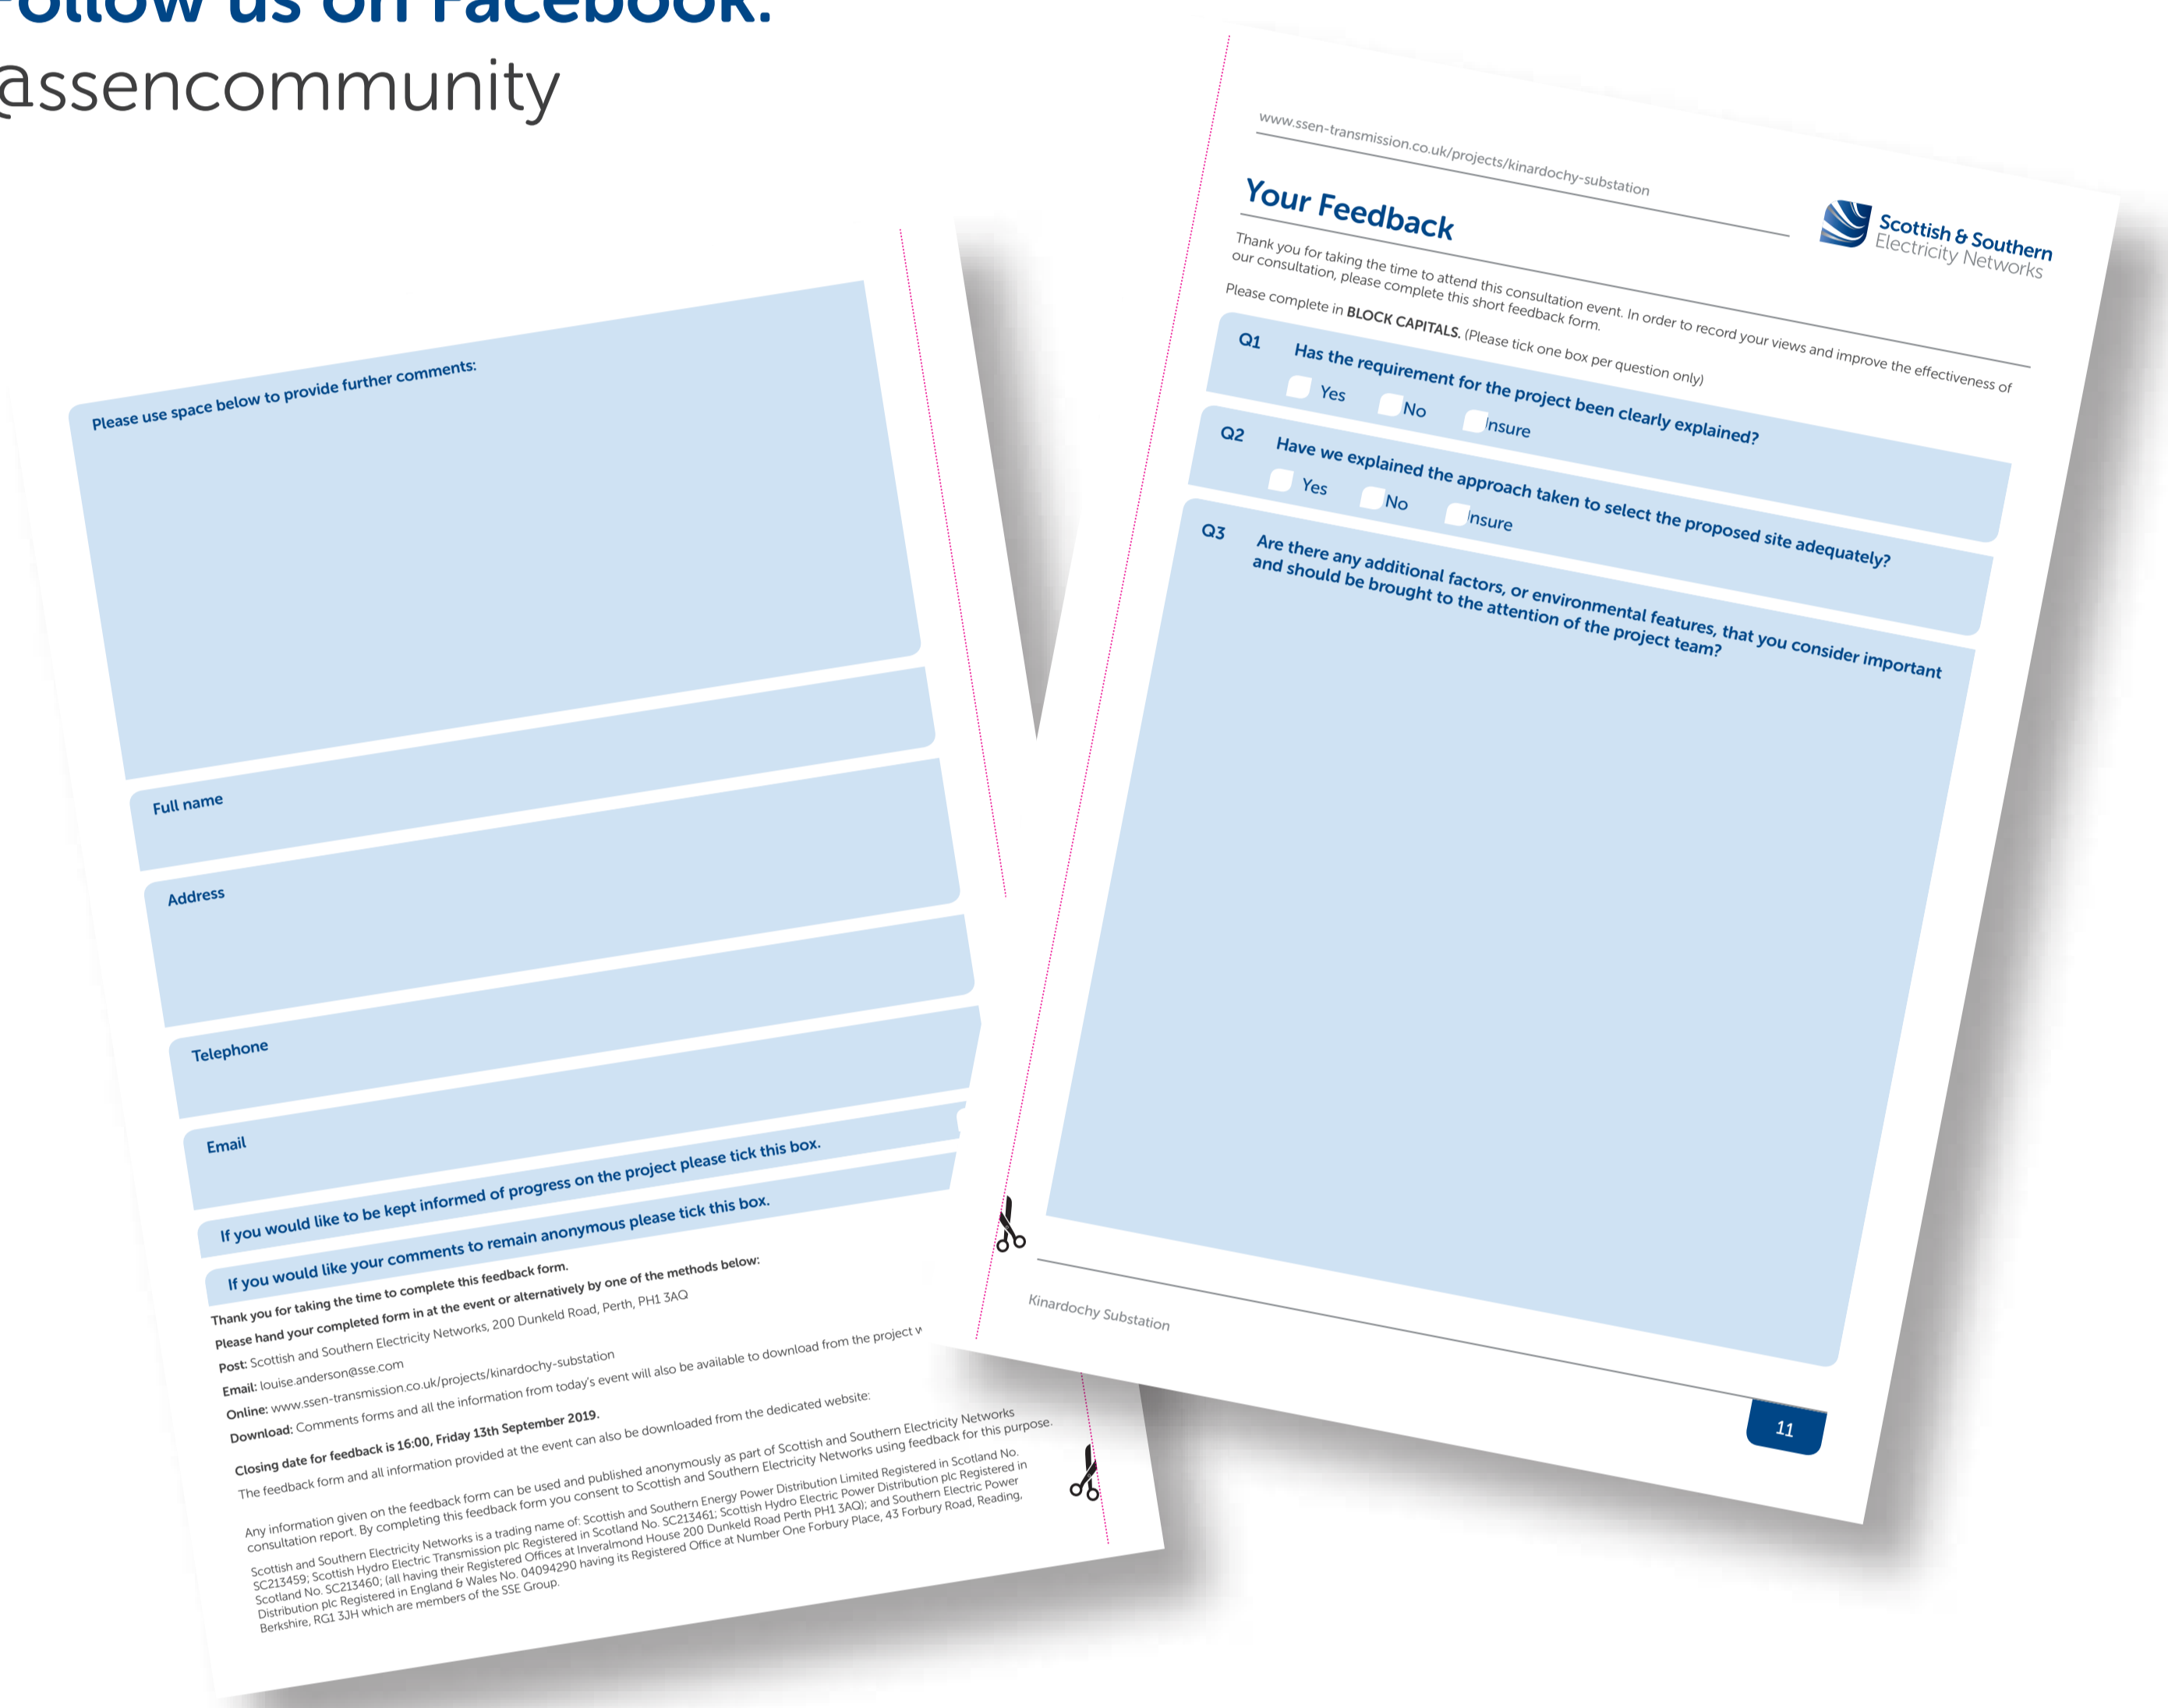 Follow us on Facebook:
@assencommunity
Please use space below to provide further comments:
Full name
Address
Telephone
Email
If you would like to be kept informed of progress on the project please tick this box.
If you would like your comments to remain anonymous please tick this box.
Thank you for taking the time to complete this feedback form.
Please hand your completed form in at the event or alternatively by one of the methods below:
Post: Scottish and Southern Electricity Networks, 200 Dunkeld Road, Perth, PH1 3AQ
Email: louise.anderson@sse.com
Online: www.ssen-transmission.co.uk/projects/kinardochy-substation
Download: Comments forms and all the information from today's event will also be available to download from the project
Closing date for feedback is 16:00, Friday 13th September 2019.
The feedback form and all information provided at the event can also be downloaded from the dedicated website:
Any information given on the feedback form can be used and published anonymously as part of Scottish and Southern Electricity Networks
consultation report. By completing this feedback form you consent to Scottish and Southern Electricity Networks using feedback for this purpose.
Scottish and Southern Electricity Networks is a trading name of: Scottish and Southern Energy Power Distribution Limited Registered in Scotland No.
SC213459; Scottish Hydro Electric Transmission plc Registered in Scotland No. SC213461; Scottish Hydro Electric Power Distribution plc Registered in
Scotland No. SC213460; (all having their Registered Offices at Inveralmond House 200 Dunkeld Road Perth PH1 3AQ); and Southern Electric Power
Distribution plc Registered in England & Wales No. 04094290 having its Registered Office at Number One Forbury Place, 43 Forbury Road, Reading,
Berkshire, RG1 3JH which are members of the SSE Group.
www.ssen-transmission.co.uk/projects/kinardochy-substation
Scottish & Southern
Electricity Networks
Your Feedback
Thank you for taking the time to attend this consultation event. In order to record your views and improve the effectiveness of
our consultation, please complete this short feedback form.
Please complete in BLOCK CAPITALS. (Please tick one box per question only)
Q1 Has the requirement for the project been clearly explained?
Yes No nsure
Q2 Have we explained the approach taken to select the proposed site adequately?
Yes No nsure
Q3 Are there any additional factors, or environmental features, that you consider important
and should be brought to the attention of the project team?
Kinardochy Substation
11